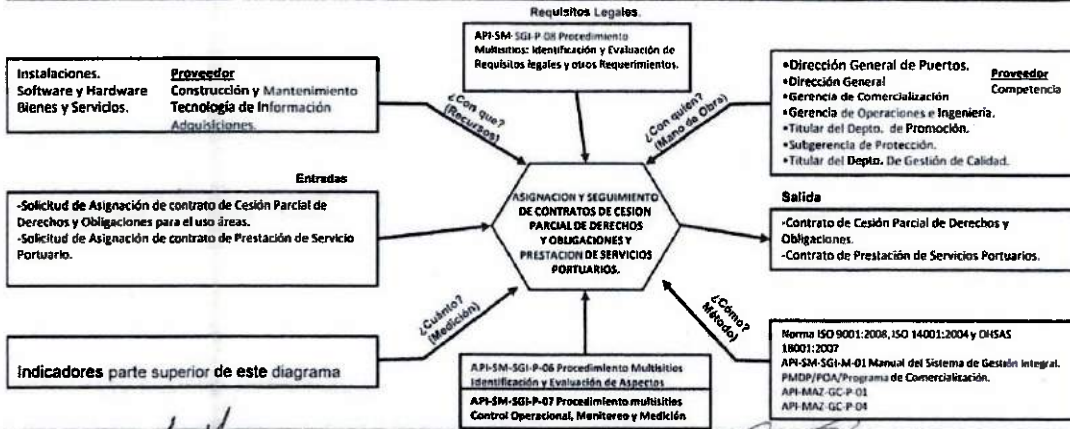 Requisitos Legales.
API-SM-SGI-P-08 Procedimiento
Multisitios: Identificación y Evaluación de
Requisitos legales y otros Requerimientos.
Instalaciones.
Software y Hardware
Bienes y Servicios.
Proveedor
Construcción y Mantenimiento
Tecnología de Información
Adquisiciones.
¿Con que?
(Recursos)
¿Con quien?
(Mano de Obra)
•Dirección General de Puertos.
•Dirección General
•Gerencia de Comercialización
•Gerencia de Operaciones e Ingeniería.
•Titular del Depto. de Promoción.
•Subgerencia de Protección.
•Titular del Depto. De Gestión de Calidad.
Proveedor
Competencia
Entradas
-Solicitud de Asignación de contrato de Cesión Parcial de
Derechos y Obligaciones para el uso áreas.
-Solicitud de Asignación de contrato de Prestación de Servicio
Portuario.
ASIGNACION Y SEGUIMIENTO
DE CONTRATOS DE CESION
PARCIAL DE DERECHOS
Y OBLIGACIONES Y
PRESTACION DE SERVICIOS
PORTUARIOS.
Salida
-Contrato de Cesión Parcial de Derechos y
Obligaciones.
-Contrato de Prestación de Servicios Portuarios.
¿Cuánto?
(Medición)
¿Cómo?
Método)
Indicadores parte superior de este diagrama
API-SM-SGI-P-06 Procedimiento Multisitios
Identificación y Evaluación de Aspectos
API-SM-SGI-P-07 Procedimiento multisitios
Control Operacional, Monitoreo y Medición
Norma ISO 9001:2008, ISO 14001:2004 y OHSAS
18001:2007
API-SM-SGI-M-01 Manual del Sistema de Gestión Integral.
PMDP/POA/Programa de Comercialización.
API-MAZ-GC-P-01
API-MAZ-GC-P-04